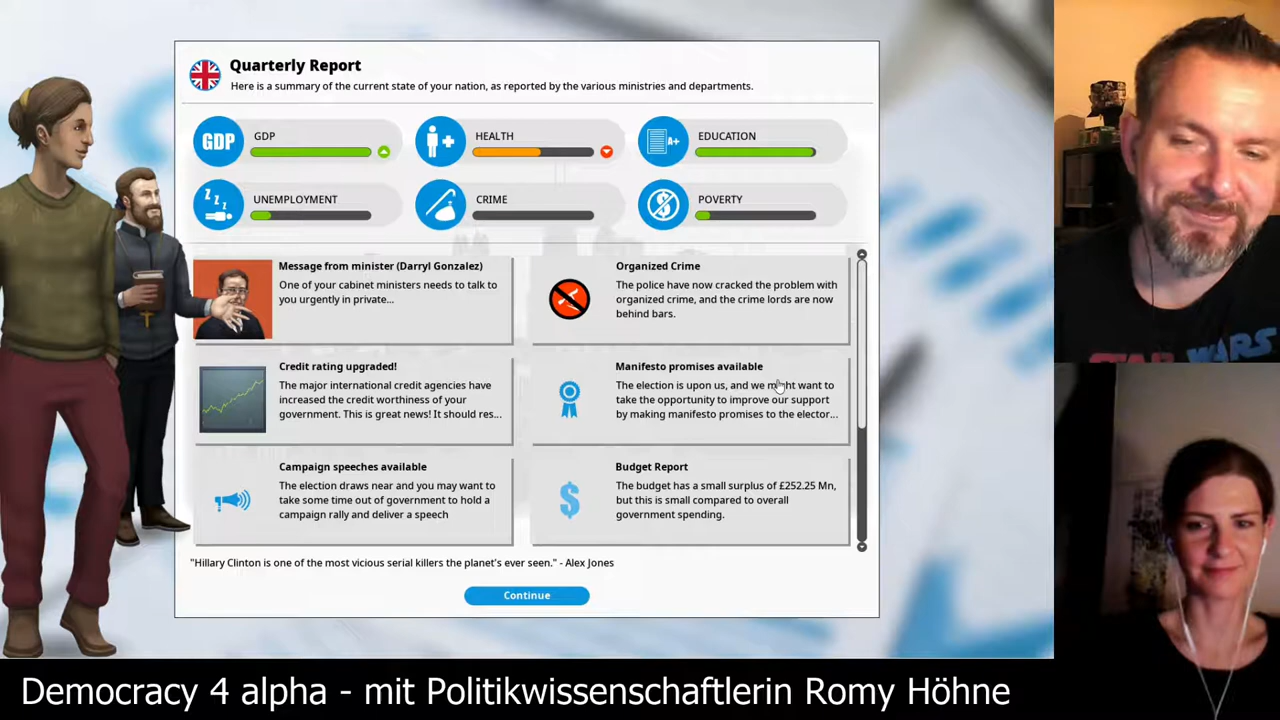 Quarterly Report
Here is a summary of the current state of your nation, as reported by the various ministries and departments.
GDP GDP
HEALTH
A+ EDUCATION
Z Z Z UNEMPLOYMENT
CRIME
$ POVERTY
Message from minister (Darryl Gonzalez)
One of your cabinet ministers needs to talk to
you urgently in private...
Organized Crime
The police have now cracked the problem with
organized crime, and the crime lords are now
behind bars.
Credit rating upgraded!
The major international credit agencies have
increased the credit worthiness of your
government. This is great news! It should res...
Manifesto promises available
The election is upon us, and we might want to
take the opportunity to improve our support
by making manifesto promises to the elector...
Campaign speeches available
The election draws near and you may want to
take some time out of government to hold a
campaign rally and deliver a speech
Budget Report
$
The budget has a small surplus of £252.25 Mn,
but this is small compared to overall
government spending.
"Hillary Clinton is one of the most vicious serial killers the planet's ever seen." - Alex Jones
Continue
STAR WARS
Democracy 4 alpha - mit Politikwissenschaftlerin Romy Höhne